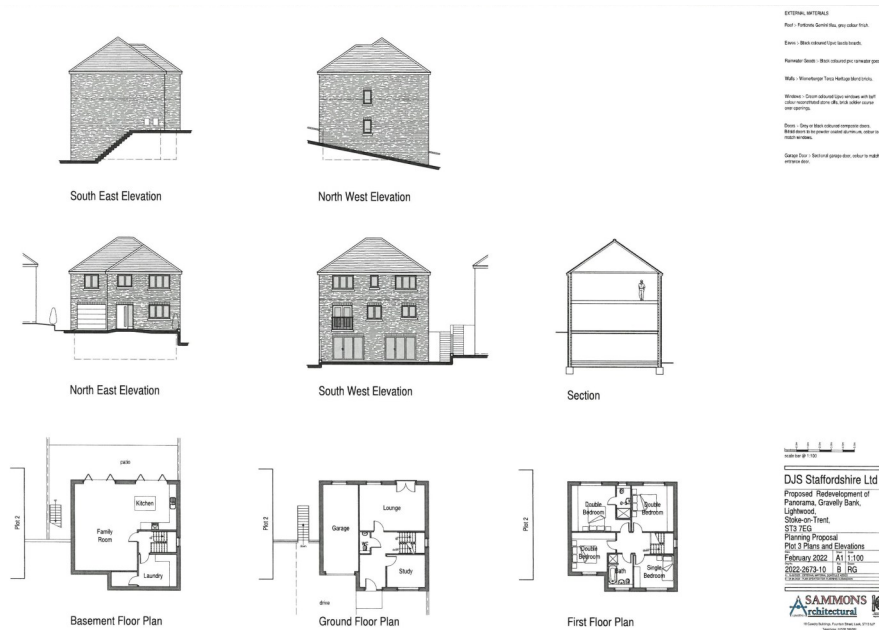 EXTERNAL MATERIALS
Roof :- Forticrete Gemini tiles, grey colour finish.
Eaves :- Black coloured Upvc fascia boards.
Rainwater Goods :- Black coloured pvc rainwater goods
Walls :- Wienerberger Terca Heritage blend bricks.
Windows :- Cream coloured Upvc windows with buff
colour reconstituted stone cills, brick soldier course
over openings.
Doors :- Grey or black coloured composite doors.
Bifold doors to be powder coated aluminium, colour to
match windows.
Garage Door :- Sectional garage door, colour to match
entrance door.
South East Elevation
North West Elevation
North East Elevation
South West Elevation
Section
scale bar @ 1:100
Plot 2
patio
Kitchen
Family
Room
Laundry
Basement Floor Plan
Plot 2
Garage
Lounge
Study
drive
Ground Floor Plan
Plot 2
Double
Bedroom
Double
Bedroom
Double
Bedroom
Bath
Single
Bedroom
First Floor Plan
DJS Staffordshire Ltd
Proposed Redevelopment of
Panorama, Gravelly Bank,
Lightwood,
Stoke-on-Trent,
ST3 7EG
Planning Proposal
Plot 3 Plans and Elevations
February 2022 A1 1:100
2022-2673-10 B RG
SAMMONS
Architectural